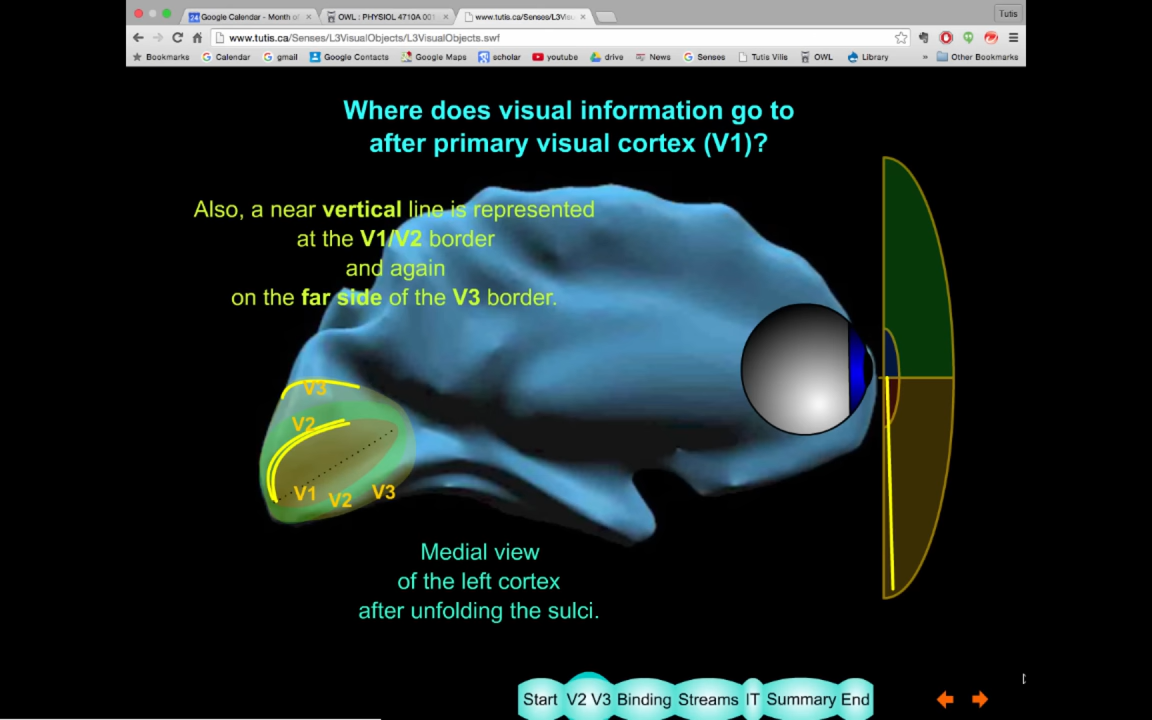 Google Calendar - Month o
OWL : PHYSIOL 4710A 001
www.tutis.ca/Senses/L3Visu
Tutis
www.tutis.ca/Senses/L3VisualObjects/L3VisualObjects.swf
Bookmarks Calendar gmail Google Contacts Google Maps scholar youtube drive News Senses Tutis Vilis OWL Library » Other Bookmarks
Where does visual information go to
after primary visual cortex (V1)?
Also, a near vertical line is represented
at the V1/V2 border
and again
on the far side of the V3 border.
V3
V2
V1 V2 V3
Medial view
of the left cortex
after unfolding the sulci.
Start V2 V3 Binding Streams IT Summary End